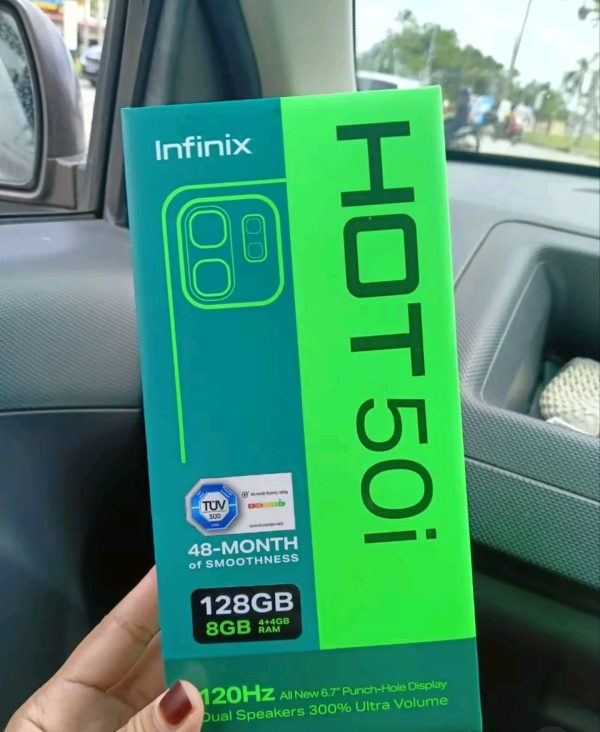 Infinix
HOT 50i
TÜV
SÜD
48-MONTH
of SMOOTHNESS
128GB
8GB 4+4GB
RAM
120Hz All New 6.7" Punch-Hole Display
Dual Speakers 300% Ultra Volume